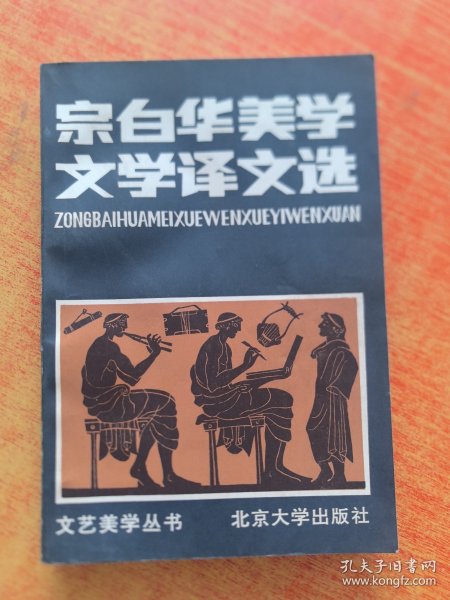 宗白华美学
文学译文选
ZONGBAIHUAMEIXUEWENXUEYIWENXUAN
文艺美学丛书 北京大学出版社
孔夫子旧书网
www.kongfz.com